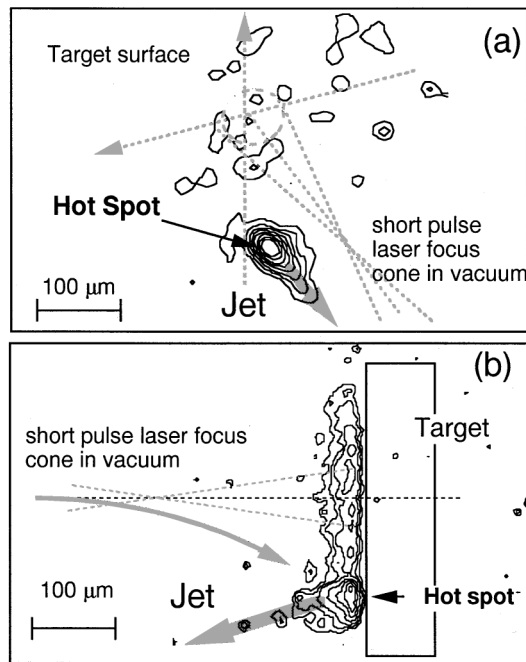 (a)
Target surface
Hot Spot
short pulse
laser focus
cone in vacuum
100 μm
Jet
(b)
Target
short pulse laser focus
cone in vacuum
100 μm
Jet
Hot spot